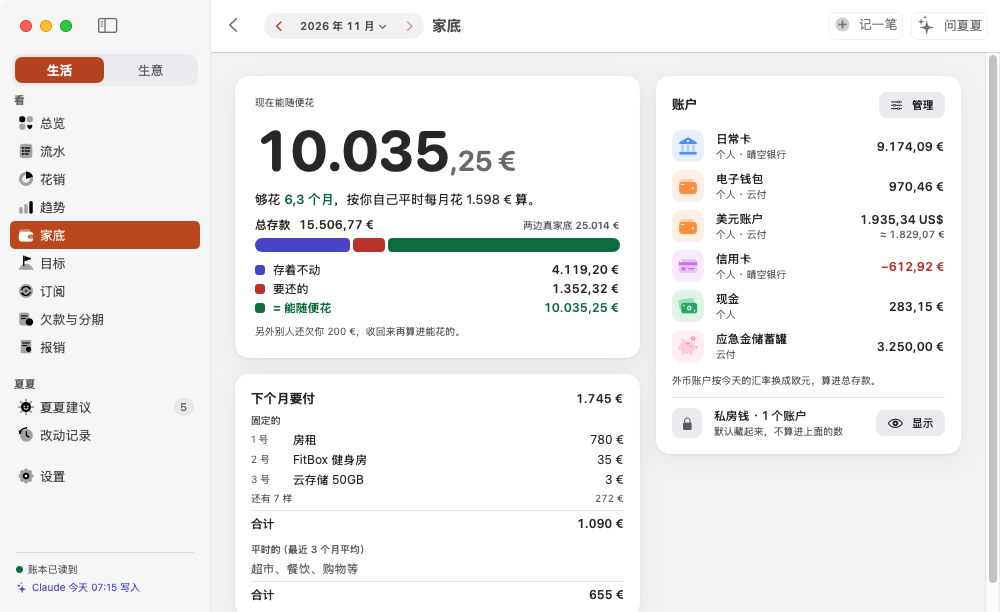 2026 年 11 月
家底
记一笔
问夏夏
生活
生意
看
总览
流水
花销
趋势
家底
目标
订阅
欠款与分期
报销
夏夏
夏夏建议
5
改动记录
设置
账本已读到
Claude 今天 07:15 写入
现在能随便花
10.035,25 €
够花 6,3 个月，按你自己平时每月花 1.598 € 算。
总存款 15.506,77 €
两边真家底 25.014 €
存着不动 4.119,20 €
要还的 1.352,32 €
= 能随便花 10.035,25 €
另外别人还欠你 200 €，收回来再算进能花的。
下个月要付 1.745 €
固定的
1 号 房租 780 €
2 号 FitBox 健身房 35 €
3 号 云存储 50GB 3 €
还有 7 样 272 €
合计 1.090 €
平时的 (最近 3 个月平均)
超市、餐饮、购物等
合计 655 €
账户
管理
日常卡
个人 · 晴空银行
9.174,09 €
电子钱包
个人 · 云付
970,46 €
美元账户
个人 · 云付
1.935,34 US$
≈ 1.829,07 €
信用卡
个人 · 晴空银行
−612,92 €
现金
个人
283,15 €
应急金储蓄罐
云付
3.250,00 €
外币账户按今天的汇率换成欧元，算进总存款。
私房钱 · 1 个账户
默认藏起来，不算进上面的数
显示